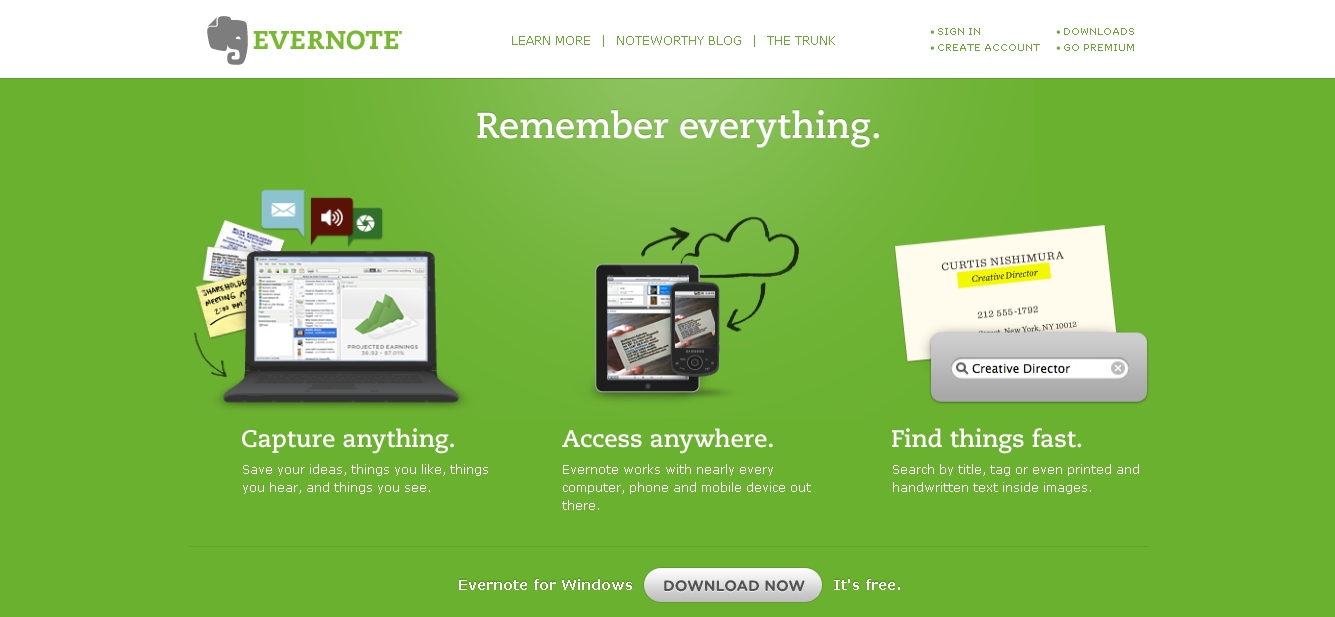 EVERNOTE
LEARN MORE | NOTEWORTHY BLOG | THE TRUNK
• SIGN IN
• DOWNLOADS
• CREATE ACCOUNT
• GO PREMIUM
Remember everything.
SHAREHOLDER
MEETING AT
2:00 PM
PROJECTED EARNINGS
CURTIS NISHIMURA
Creative Director
212 555-1792
New York, NY 10012
Creative Director
Capture anything.
Save your ideas, things you like, things
you hear, and things you see.
Access anywhere.
Evernote works with nearly every
computer, phone and mobile device out
there.
Find things fast.
Search by title, tag or even printed and
handwritten text inside images.
Evernote for Windows DOWNLOAD NOW It's free.